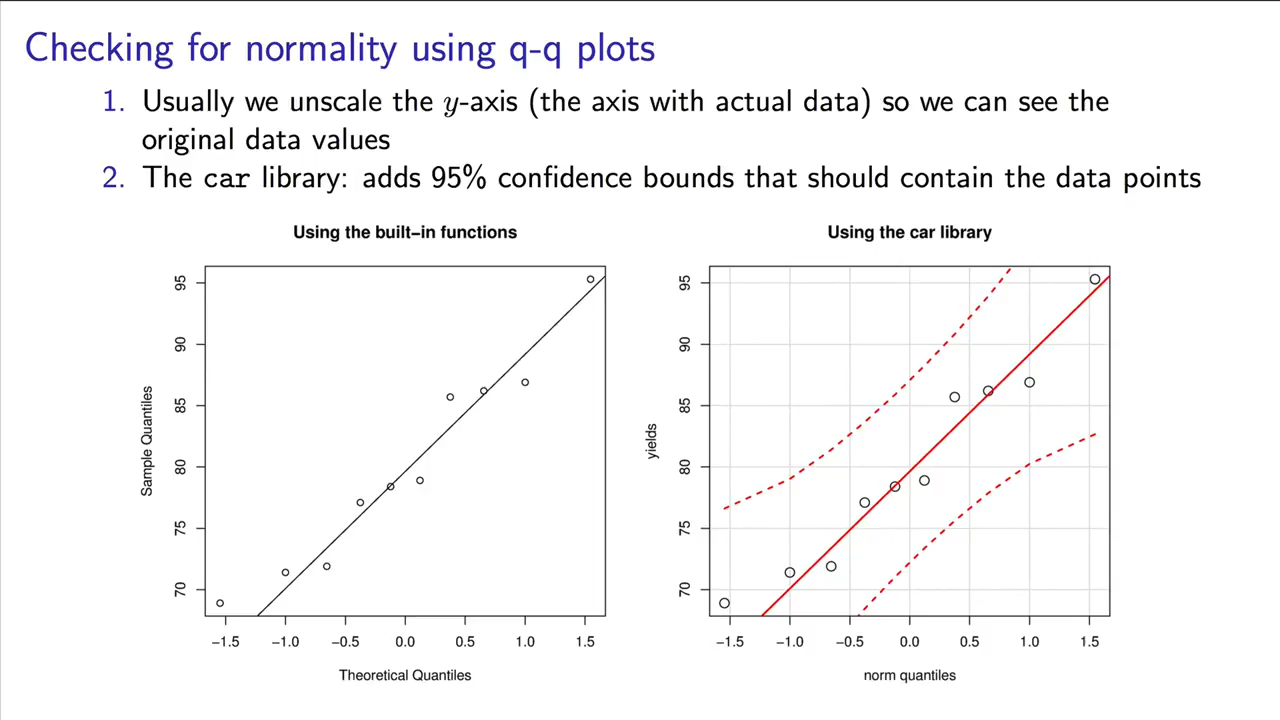 Checking for normality using q-q plots
1. Usually we unscale the y-axis (the axis with actual data) so we can see the
original data values
2. The car library: adds 95% confidence bounds that should contain the data points
Using the built−in functions
95
90
85
80
75
70
Sample Quantiles
−1.5 −1.0 −0.5 0.0 0.5 1.0 1.5
Theoretical Quantiles
Using the car library
95
90
85
80
75
70
yields
−1.5 −1.0 −0.5 0.0 0.5 1.0 1.5
norm quantiles